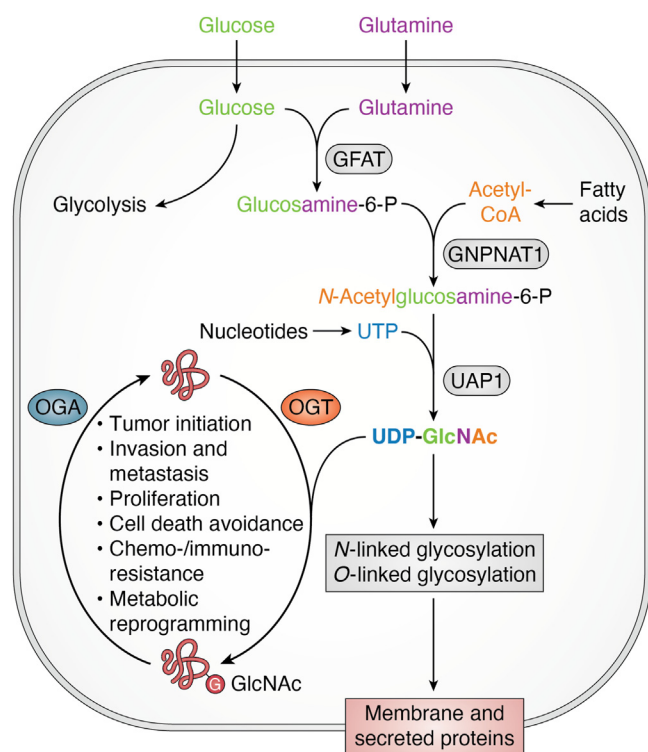 Glucose
Glutamine
Glucose
Glutamine
GFAT
Glycolysis
Glucosamine-6-P
Acetyl-
CoA
Fatty
acids
GNPNAT1
N-Acetylglucosamine-6-P
Nucleotides
UTP
UAP1
OGA
OGT
UDP-GlcNAc
• Tumor initiation
• Invasion and
metastasis
• Proliferation
• Cell death avoidance
• Chemo-/immuno-
resistance
• Metabolic
reprogramming
N-linked glycosylation
O-linked glycosylation
G
GlcNAc
Membrane and
secreted proteins